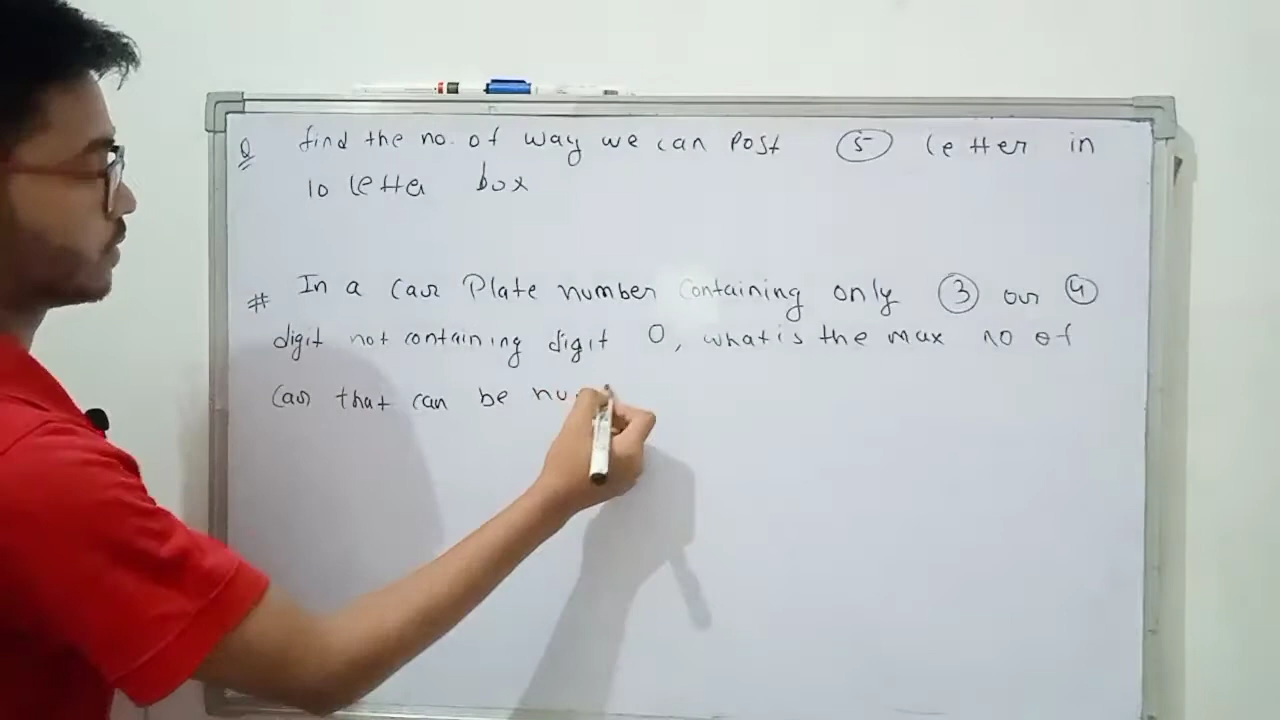 Q find the no. of way we can Post 5 letter in
10 letter box
# In a car Plate number containing only 3 or 4
digit not containing digit 0, what is the max no of
car that can be nu